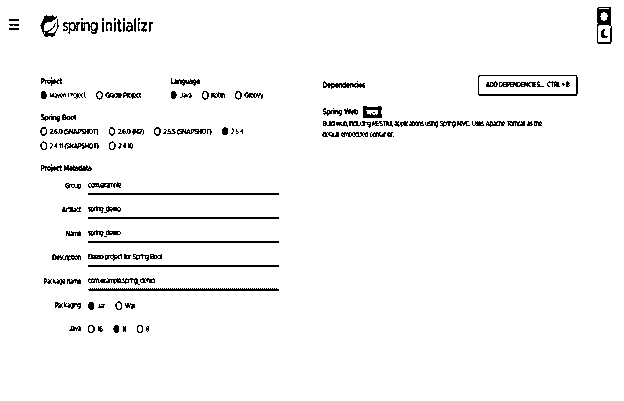 spring initializr
Project
Maven Project Gradle Project
Language
Java Kotlin Groovy
Spring Boot
2.6.0 (SNAPSHOT) 2.6.0 (M2) 2.5.5 (SNAPSHOT) 2.5.4
2.4.11 (SNAPSHOT) 2.4.10
Project Metadata
Group com.example
Artifact spring_demo
Name spring_demo
Description Demo project for Spring Boot
Package name com.example.spring_demo
Packaging Jar War
Java 16 11 8
Dependencies
ADD DEPENDENCIES... CTRL + B
Spring Web WEB
Build web, including RESTful, applications using Spring MVC. Uses Apache Tomcat as the
default embedded container.